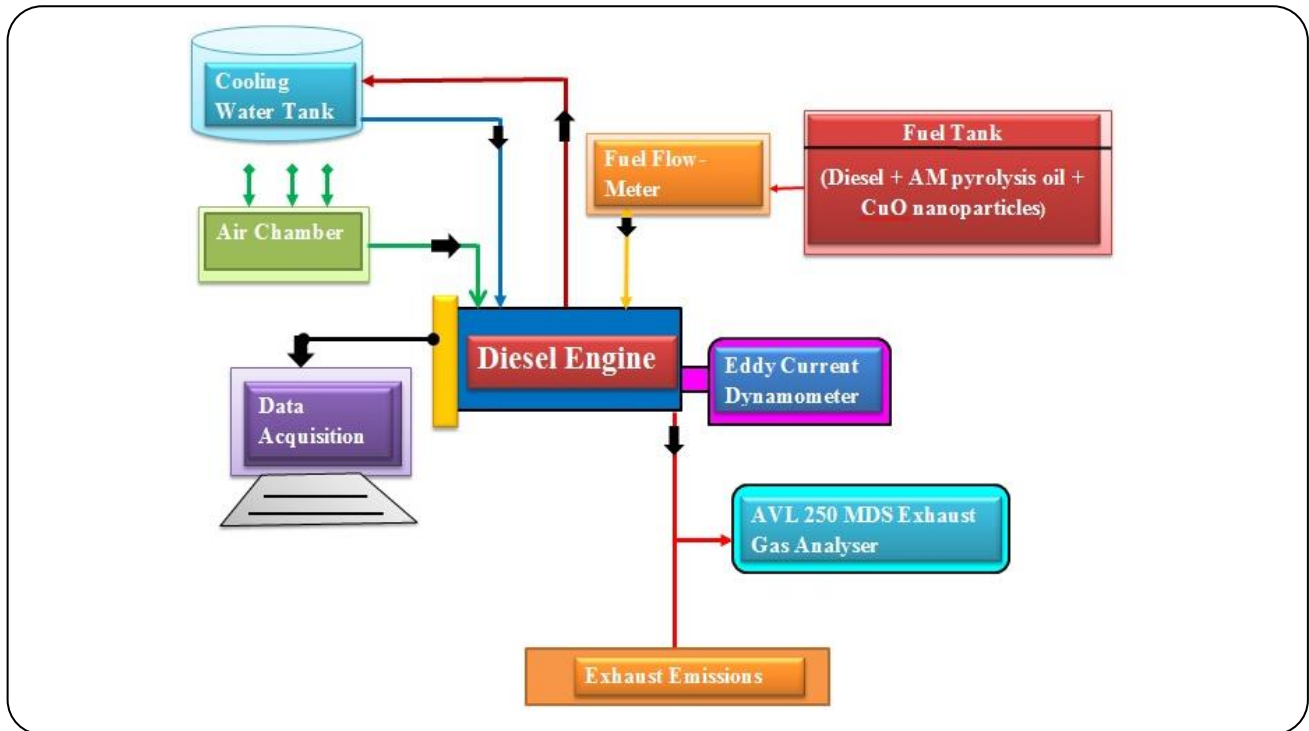 Cooling
Water Tank
Fuel Tank
(Diesel + AM pyrolysis oil +
CuO nanoparticles)
Fuel Flow-
Meter
Air Chamber
Diesel Engine
Eddy Current
Dynamometer
Data
Acquisition
AVL 250 MDS Exhaust
Gas Analyser
Exhaust Emissions